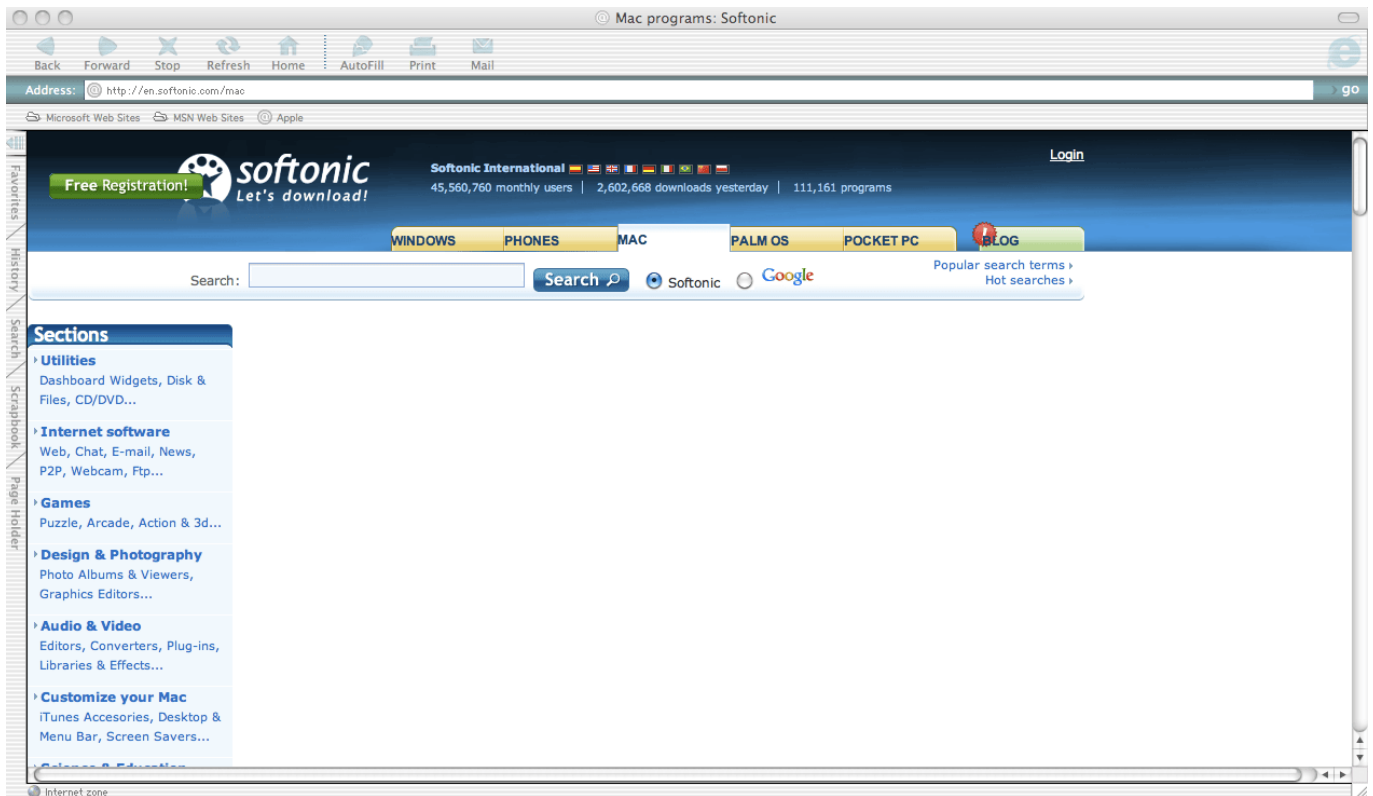 Mac programs: Softonic
Back Forward Stop Refresh Home AutoFill Print Mail
Address: http://en.softonic.com/mac go
Microsoft Web Sites MSN Web Sites Apple
Favorites
History
Search
Scrapbook
Page Holder
Free Registration!
softonic
Let's download!
Softonic International
45,560,760 monthly users | 2,602,668 downloads yesterday | 111,161 programs
Login
WINDOWS PHONES MAC PALM OS POCKET PC BLOG
Search: Search Softonic Google
Popular search terms
Hot searches
Sections
Utilities
Dashboard Widgets, Disk &
Files, CD/DVD...
Internet software
Web, Chat, E-mail, News,
P2P, Webcam, Ftp...
Games
Puzzle, Arcade, Action & 3d...
Design & Photography
Photo Albums & Viewers,
Graphics Editors...
Audio & Video
Editors, Converters, Plug-ins,
Libraries & Effects...
Customize your Mac
iTunes Accesories, Desktop &
Menu Bar, Screen Savers...
Science & Education
Internet zone